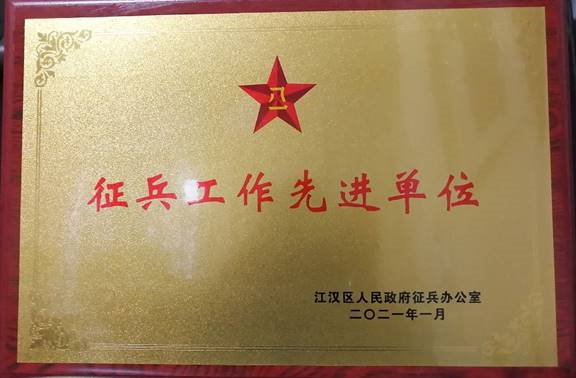 八一
征兵工作先进单位
江汉区人民政府征兵办公室
二〇二一年一月